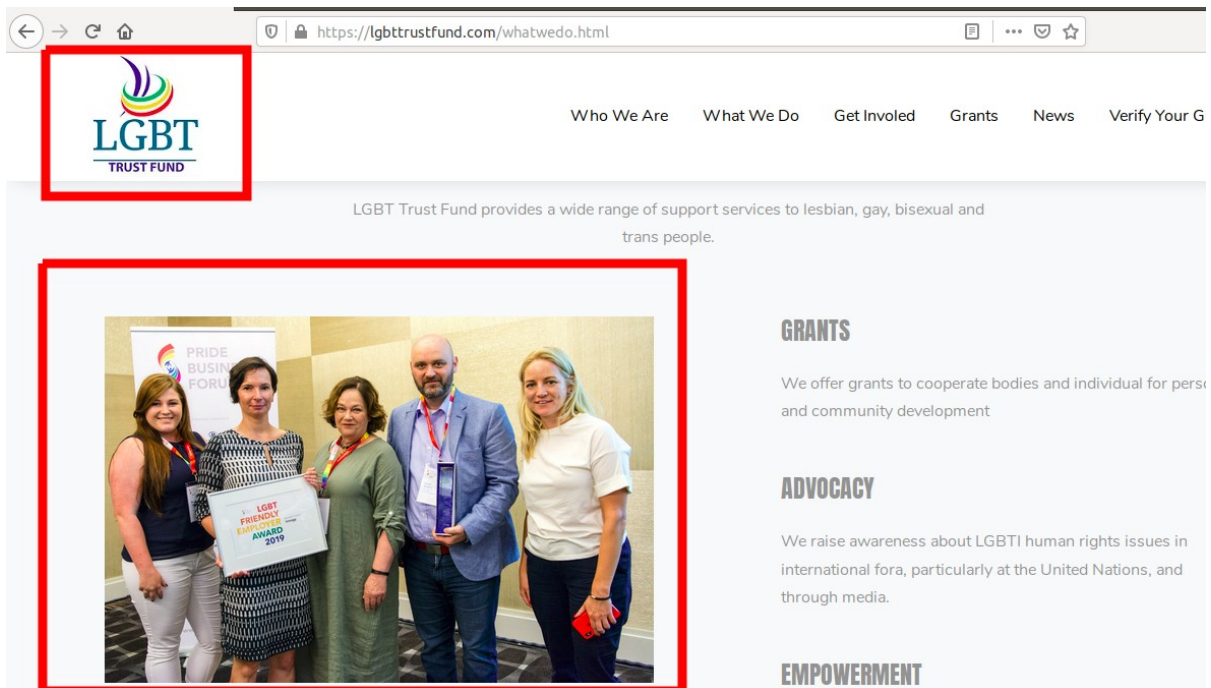 https://lgbttrustfund.com/whatwedo.html
LGBT
TRUST FUND
Who We Are What We Do Get Involed Grants News Verify Your G
LGBT Trust Fund provides a wide range of support services to lesbian, gay, bisexual and
trans people.
PRIDE
BUSIN
FORU
LGBT
FRIENDLY
EMPLOYER
AWARD
2019
GRANTS
We offer grants to cooperate bodies and individual for perso
and community development
ADVOCACY
We raise awareness about LGBTI human rights issues in
international fora, particularly at the United Nations, and
through media.
EMPOWERMENT